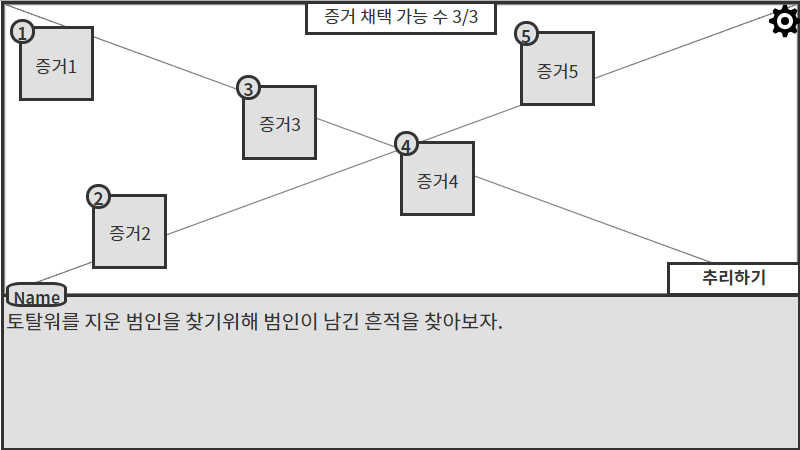 증거 채택 가능 수 3/3
1
증거1
5
증거5
3
증거3
4
증거4
2
증거2
추리하기
Name
토탈워를 지운 범인을 찾기위해 범인이 남긴 흔적을 찾아보자.